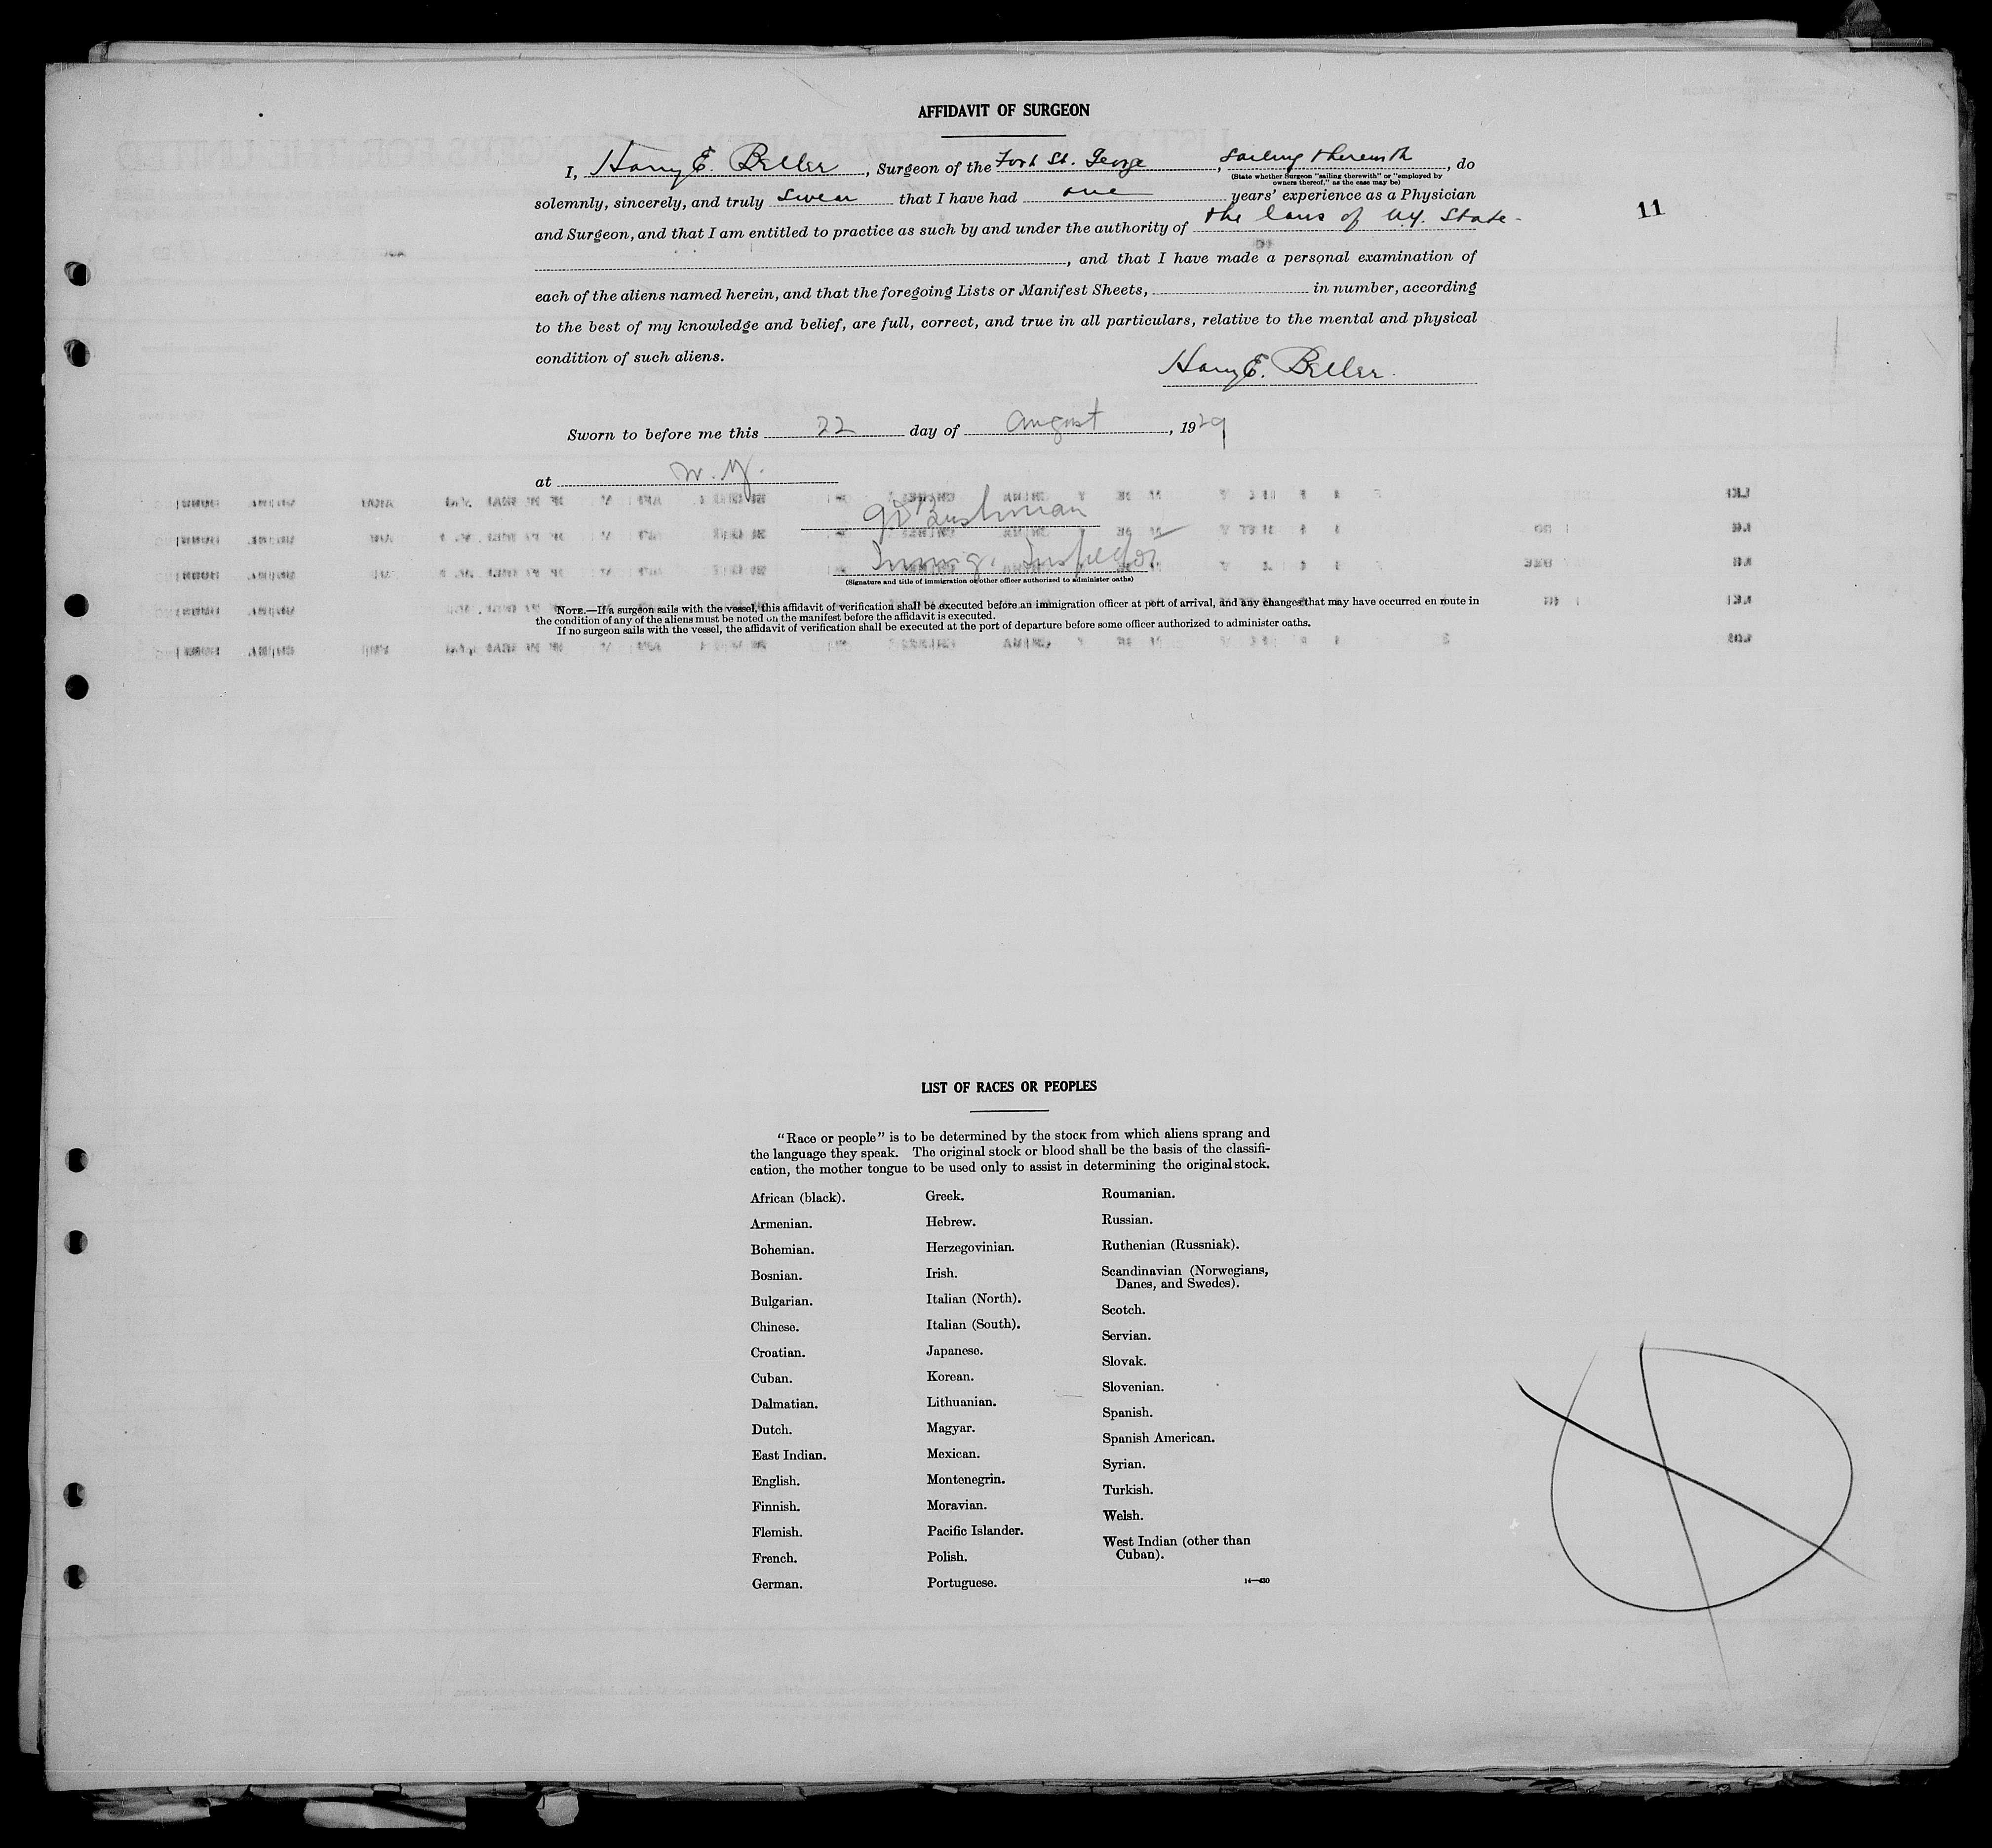 AFFIDAVIT OF SURGEON
I, Harry E. Beller, Surgeon of the Fort St. George, sailing therewith, do
(State whether Surgeon "sailing therewith" or "employed by
owners thereof," as the case may be)
solemnly, sincerely, and truly swear that I have had one years' experience as a Physician
11
and Surgeon, and that I am entitled to practice as such by and under the authority of the laws of N.Y. State-
, and that I have made a personal examination of
each of the aliens named herein, and that the foregoing Lists or Manifest Sheets, in number, according
to the best of my knowledge and belief, are full, correct, and true in all particulars, relative to the mental and physical
condition of such aliens.
Harry E. Beller.
Sworn to before me this 22 day of August, 1929
at N.Y.
Bushman
Immig. Inspector
(Signature and title of immigration or other officer authorized to administer oaths)
NOTE.—If a surgeon sails with the vessel, this affidavit of verification shall be executed before an immigration officer at port of arrival, and any changes that may have occurred en route in
the condition of any of the aliens must be noted on the manifest before the affidavit is executed.
If no surgeon sails with the vessel, the affidavit of verification shall be executed at the port of departure before some officer authorized to administer oaths.
LIST OF RACES OR PEOPLES
"Race or people" is to be determined by the stock from which aliens sprang and
the language they speak. The original stock or blood shall be the basis of the classifi-
cation, the mother tongue to be used only to assist in determining the original stock.
African (black).
Armenian.
Bohemian.
Bosnian.
Bulgarian.
Chinese.
Croatian.
Cuban.
Dalmatian.
Dutch.
East Indian.
English.
Finnish.
Flemish.
French.
German.
Greek.
Hebrew.
Herzegovinian.
Irish.
Italian (North).
Italian (South).
Japanese.
Korean.
Lithuanian.
Magyar.
Mexican.
Montenegrin.
Moravian.
Pacific Islander.
Polish.
Portuguese.
Roumanian.
Russian.
Ruthenian (Russniak).
Scandinavian (Norwegians,
Danes, and Swedes).
Scotch.
Servian.
Slovak.
Slovenian.
Spanish.
Spanish American.
Syrian.
Turkish.
Welsh.
West Indian (other than
Cuban).
14—430